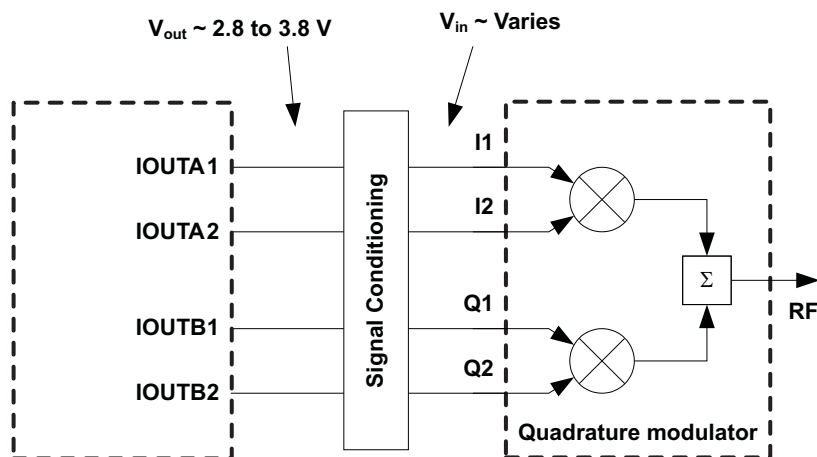 Vout ~ 2.8 to 3.8 V
Vin ~ Varies
IOUTA1
IOUTA2
IOUTB1
IOUTB2
Signal Conditioning
I1
I2
Q1
Q2
Σ
RF
Quadrature modulator